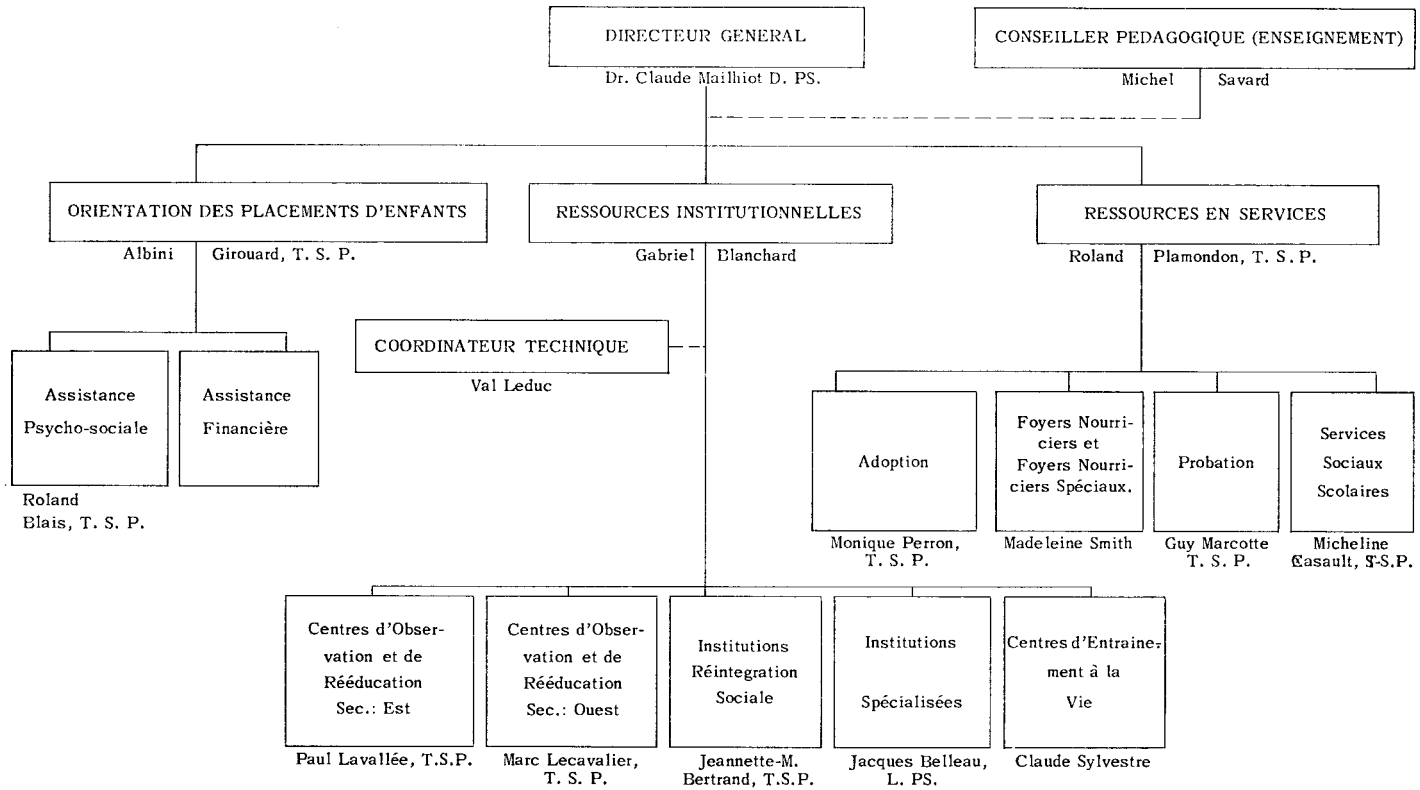 DIRECTEUR GENERAL
Dr. Claude Mailhiot D. PS.
CONSEILLER PEDAGOGIQUE (ENSEIGNEMENT)
Michel Savard
ORIENTATION DES PLACEMENTS D'ENFANTS
Albini Girouard, T. S. P.
RESSOURCES INSTITUTIONNELLES
Gabriel Blanchard
RESSOURCES EN SERVICES
Roland Plamondon, T. S. P.
COORDINATEUR TECHNIQUE
Val Leduc
Assistance
Psycho-sociale
Roland
Blais, T. S. P.
Assistance
Financière
Adoption
Monique Perron,
T. S. P.
Foyers Nourri-
ciers et
Foyers Nourri-
ciers Spéciaux.
Madeleine Smith
Probation
Guy Marcotte
T. S. P.
Services
Sociaux
Scolaires
Micheline
Casault, T-S.P.
Centres d'Obser-
vation et de
Rééducation
Sec.: Est
Paul Lavallée, T.S.P.
Centres d'Obser-
vation et de
Rééducation
Sec.: Ouest
Marc Lecavalier,
T. S. P.
Institutions
Réintegration
Sociale
Jeannette-M.
Bertrand, T.S.P.
Institutions
Spécialisées
Jacques Belleau,
L. PS.
Centres d'Entraine-
ment à la
Vie
Claude Sylvestre